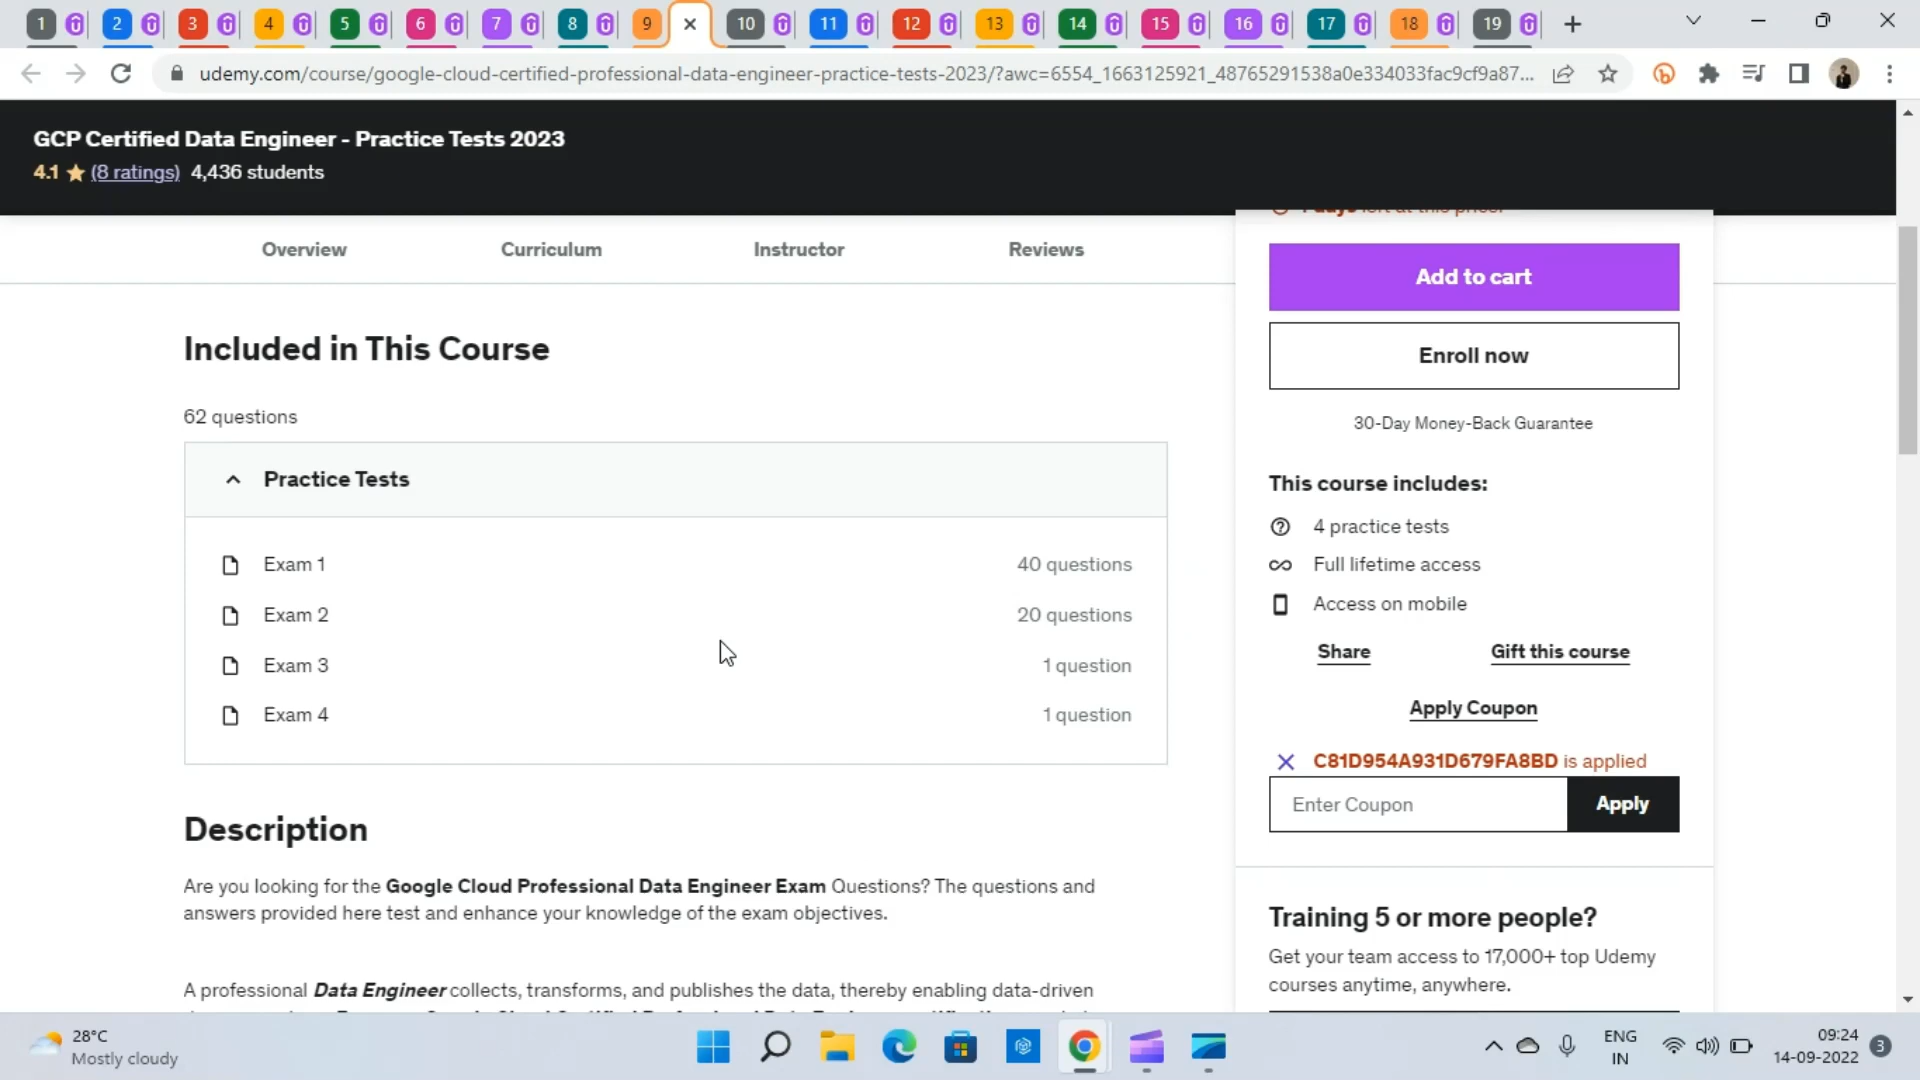 1 2 3 4 5 6 7 8 9 10 11 12 13 14 15 16 17 18 19
udemy.com/course/google-cloud-certified-professional-data-engineer-practice-tests-2023/?awc=6554_1663125921_48765291538a0e334033fac9cf9a87...
GCP Certified Data Engineer - Practice Tests 2023
4.1 (8 ratings) 4,436 students
days left at this price!
Overview Curriculum Instructor Reviews
Add to cart
Enroll now
30-Day Money-Back Guarantee
Included in This Course
62 questions
Practice Tests
Exam 1 40 questions
Exam 2 20 questions
Exam 3 1 question
Exam 4 1 question
This course includes:
4 practice tests
Full lifetime access
Access on mobile
Share Gift this course
Apply Coupon
C81D954A931D679FA8BD is applied
Enter Coupon Apply
Description
Are you looking for the Google Cloud Professional Data Engineer Exam Questions? The questions and
answers provided here test and enhance your knowledge of the exam objectives.
A professional Data Engineer collects, transforms, and publishes the data, thereby enabling data-driven
Training 5 or more people?
Get your team access to 17,000+ top Udemy
courses anytime, anywhere.
28°C
Mostly cloudy
ENG
IN
09:24
14-09-2022
3